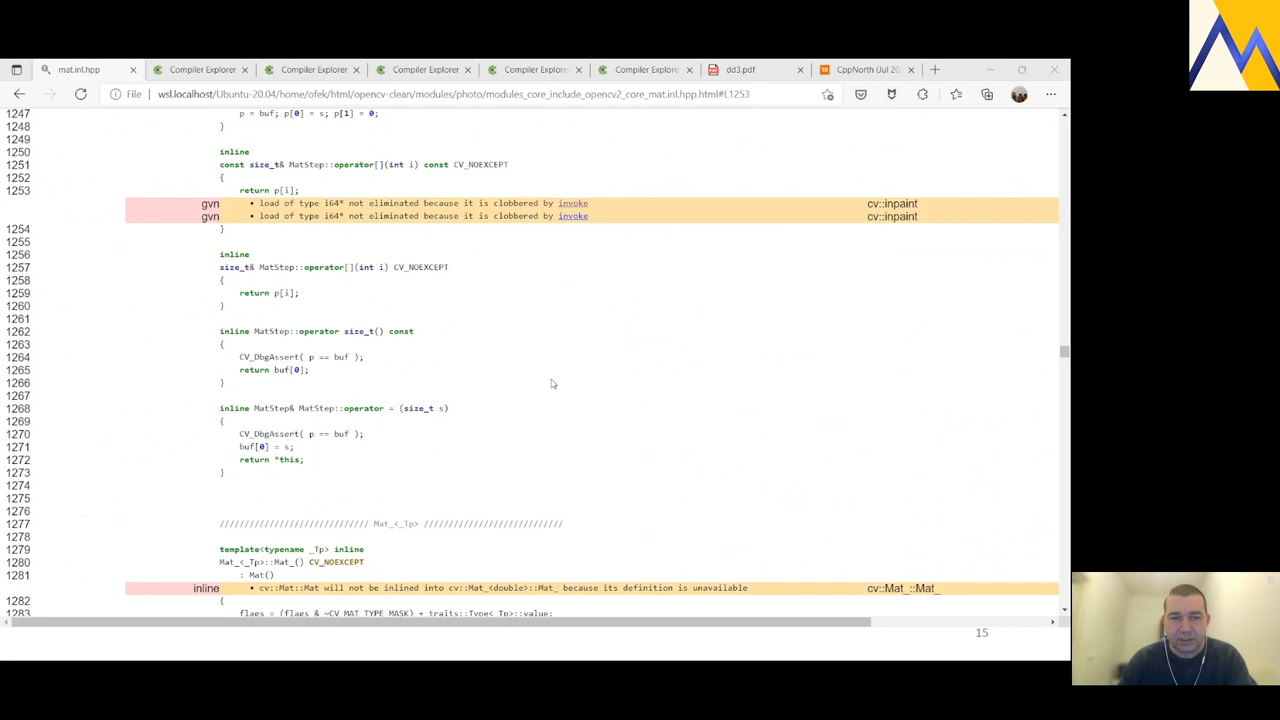 mat.inl.hpp
Compiler Explorer
Compiler Explorer
Compiler Explorer
Compiler Explorer
Compiler Explorer
dd3.pdf
CppNorth (Jul 20
File
wsl.localhost/Ubuntu-20.04/home/ofek/html/opencv-clean/modules/photo/modules_core_include_opencv2_core_mat.inl.hpp.html#L1253
1247 p = buf; p[0] = s; p[1] = 0;
1248 }
1249
1250 inline
1251 const size_t& MatStep::operator[](int i) const CV_NOEXCEPT
1252 {
1253 return p[i];
gvn • load of type i64* not eliminated because it is clobbered by invoke cv::inpaint
gvn • load of type i64* not eliminated because it is clobbered by invoke cv::inpaint
1254 }
1255
1256 inline
1257 size_t& MatStep::operator[](int i) CV_NOEXCEPT
1258 {
1259 return p[i];
1260 }
1261
1262 inline MatStep::operator size_t() const
1263 {
1264 CV_DbgAssert( p == buf );
1265 return buf[0];
1266 }
1267
1268 inline MatStep& MatStep::operator = (size_t s)
1269 {
1270 CV_DbgAssert( p == buf );
1271 buf[0] = s;
1272 return *this;
1273 }
1274
1275
1276
1277 ////////////////////////////// Mat_<_Tp> ////////////////////////////
1278
1279 template<typename _Tp> inline
1280 Mat_<_Tp>::Mat_() CV_NOEXCEPT
1281 : Mat()
inline • cv::Mat::Mat will not be inlined into cv::Mat_<double>::Mat_ because its definition is unavailable cv::Mat_::Mat_
1282 {
1283 flags = (flags & ~CV_MAT_TYPE_MASK) + traits::Type<_Tp>::value;
15